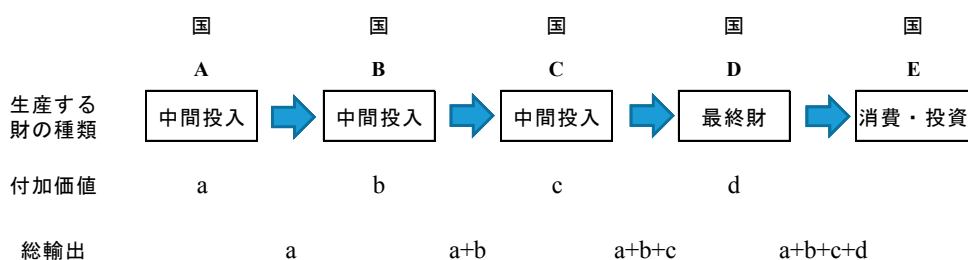 国 国 国 国 国
A B C D E
生産する
財の種類
中間投入 中間投入 中間投入 最終財 消費・投資
付加価値 a b c d
総輸出 a a+b a+b+c a+b+c+d